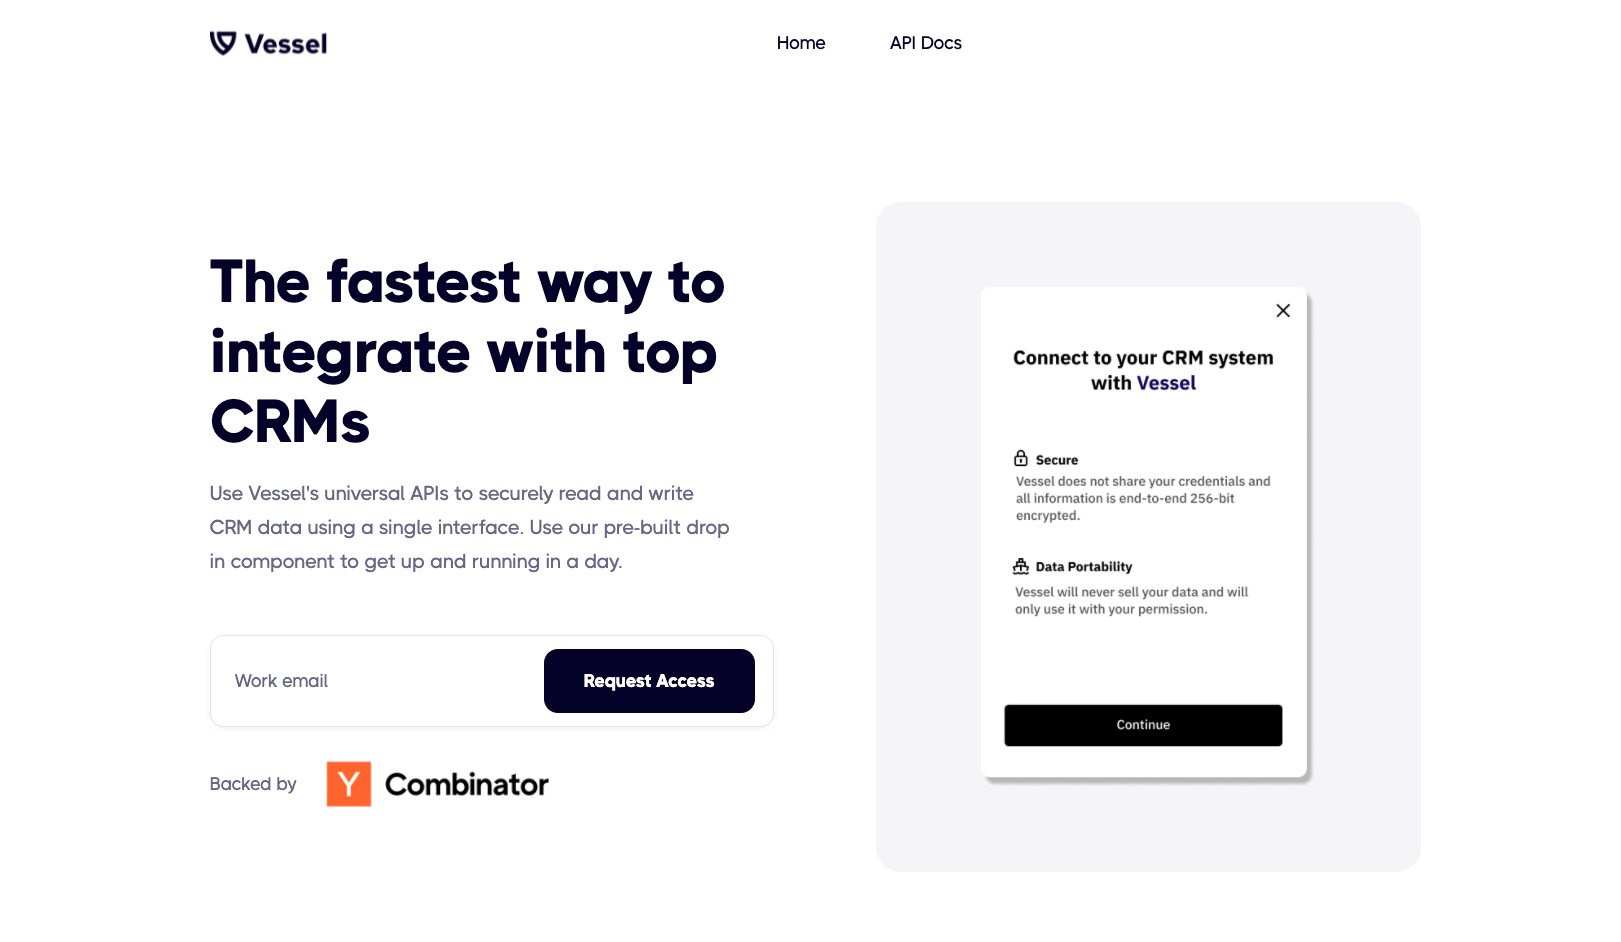 Vessel
Home
API Docs
The fastest way to
integrate with top
CRMs
Use Vessel's universal APIs to securely read and write
CRM data using a single interface. Use our pre-built drop
in component to get up and running in a day.
Work email
Request Access
Backed by
Y Combinator
Connect to your CRM system
with Vessel
Secure
Vessel does not share your credentials and
all information is end-to-end 256-bit
encrypted.
Data Portability
Vessel will never sell your data and will
only use it with your permission.
Continue